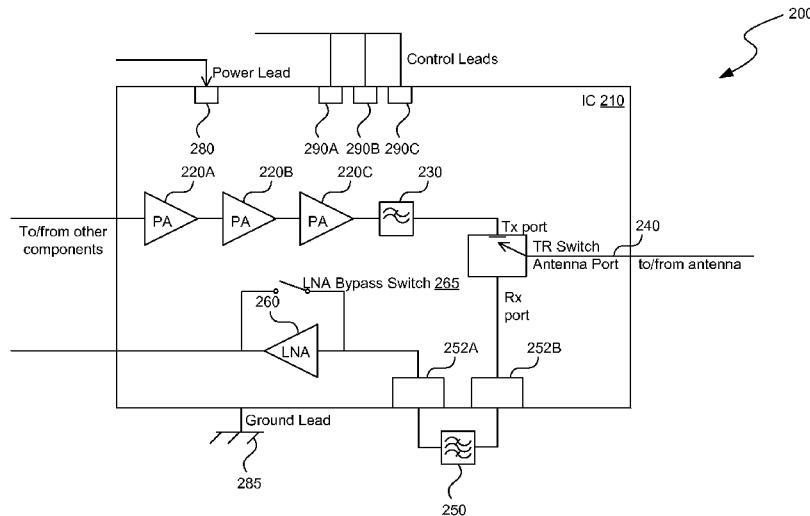 200
Power Lead
Control Leads
IC 210
280
290A
290B
290C
220A
220B
220C
230
PA
PA
PA
To/from other
components
Tx port
240
TR Switch
Antenna Port
to/from antenna
LNA Bypass Switch 265
260
LNA
Rx
port
252A
252B
Ground Lead
285
250